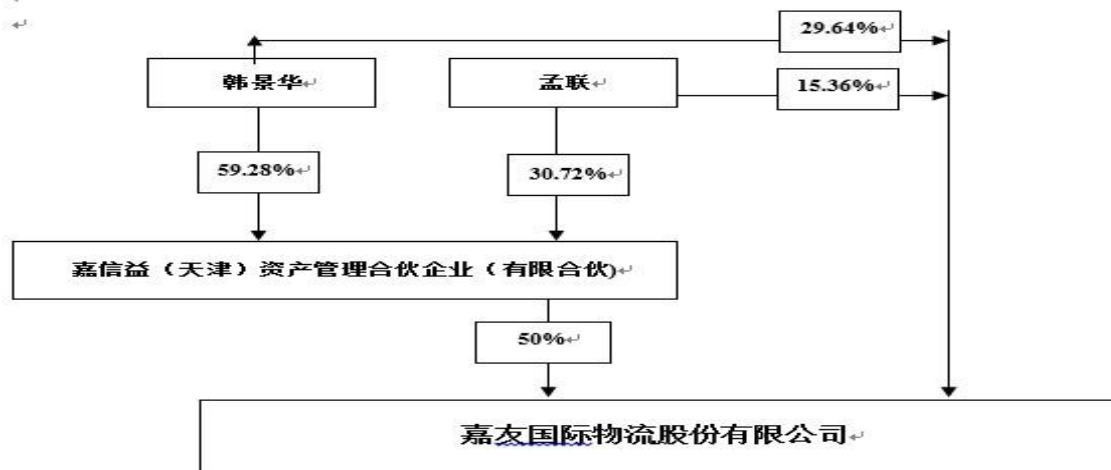 29.64%
韩景华
孟联
15.36%
59.28%
30.72%
嘉信益（天津）资产管理合伙企业（有限合伙)
50%
嘉友国际物流股份有限公司